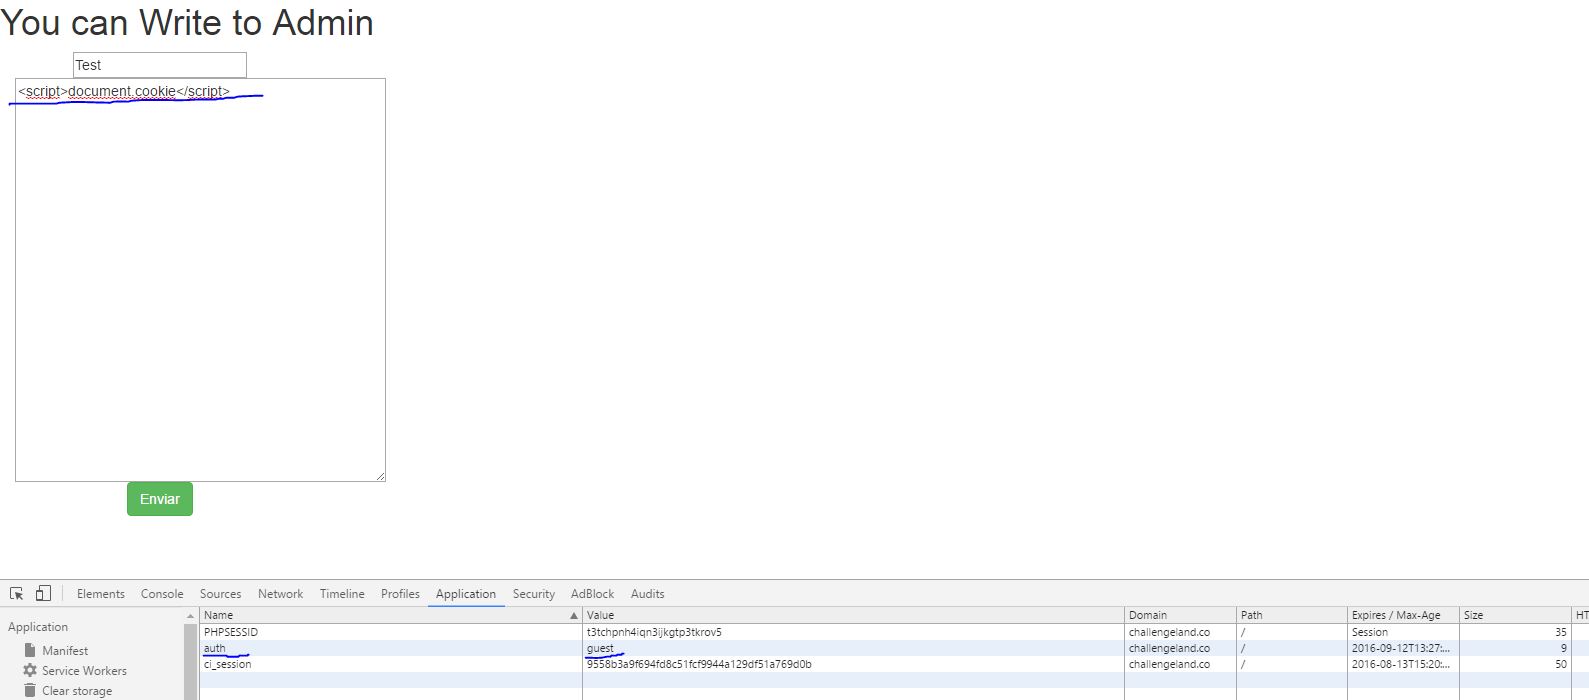 You can Write to Admin
Test
<script>document.cookie</script>
Enviar
Elements Console Sources Network Timeline Profiles Application Security AdBlock Audits
Name Value Domain Path Expires / Max-Age Size HT
Application
PHPSESSID t3tchpnh4iqn3ijkgtp3tkrov5 challengeland.co / Session 35
Manifest
auth guest challengeland.co / 2016-09-12T13:27:... 9
Service Workers
ci_session 9558b3a9f694fd8c51fcf9944a129df51a769d0b challengeland.co / 2016-08-13T15:20:... 50
Clear storage